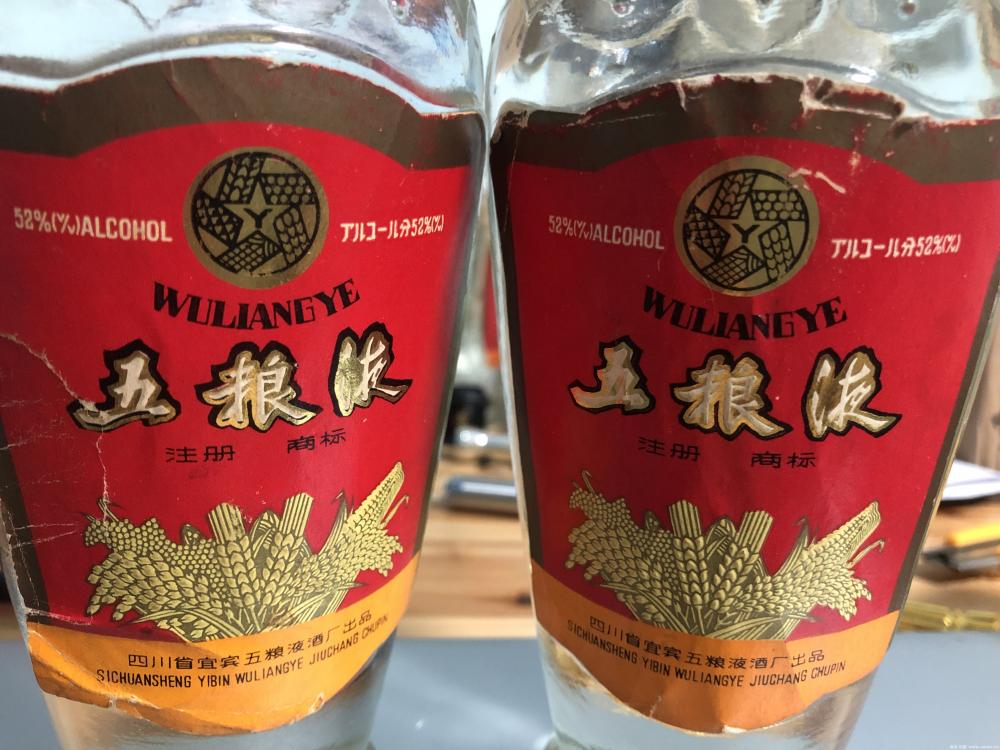 Y
52%(%)ALCOHOL
アルコール分52%(%)
WULIANGYE
五粮液
注册 商标
四川省宜宾五粮液酒厂出品
SICHUANSHENG YIBIN WULIANGYE JIUCHANG CHUPIN
Y
52%(%)ALCOHOL
アルコール分52%(%)
WULIANGYE
五粮液
注册 商标
四川省宜宾五粮液酒厂出品
SICHUANSHENG YIBIN WULIANGYE JIUCHANG CHUPIN